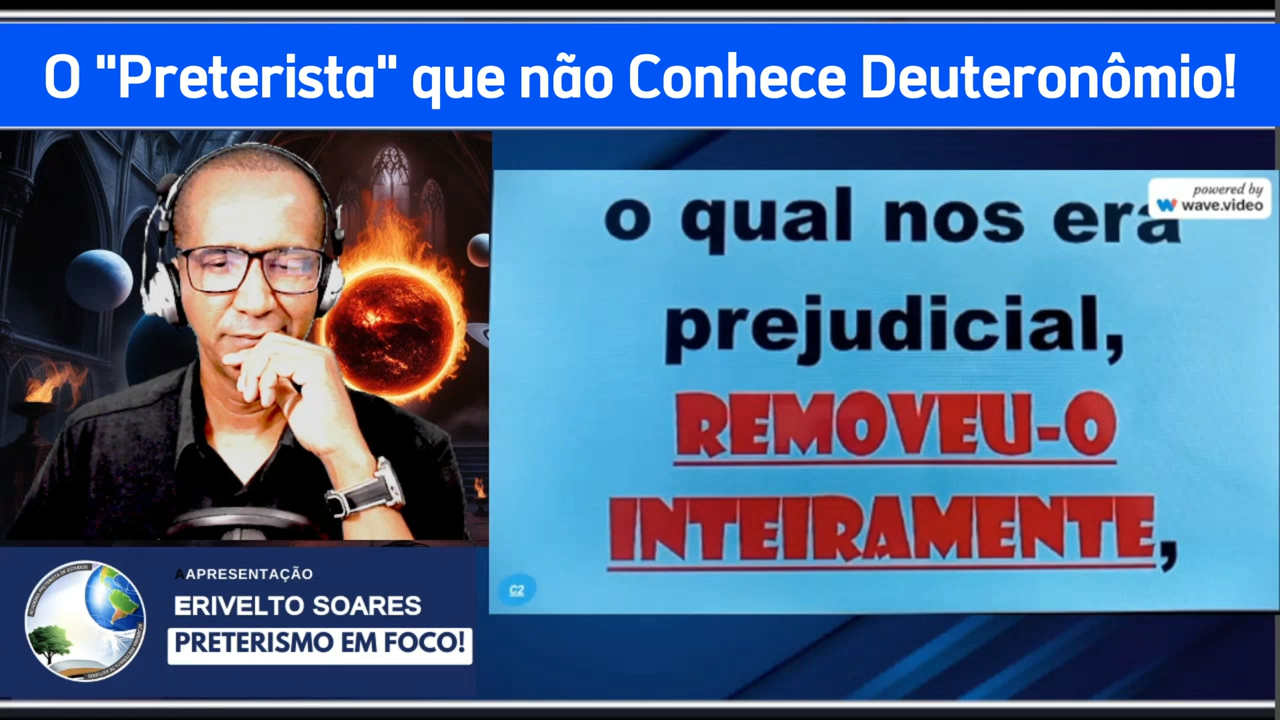 O "Preterista" que não Conhece Deuteronômio!
o qual nos era
prejudicial,
REMOVEU-O
INTEIRAMENTE,
powered by
wave.video
C2
AAPRESENTAÇÃO
ERIVELTO SOARES
PRETERISMO EM FOCO!